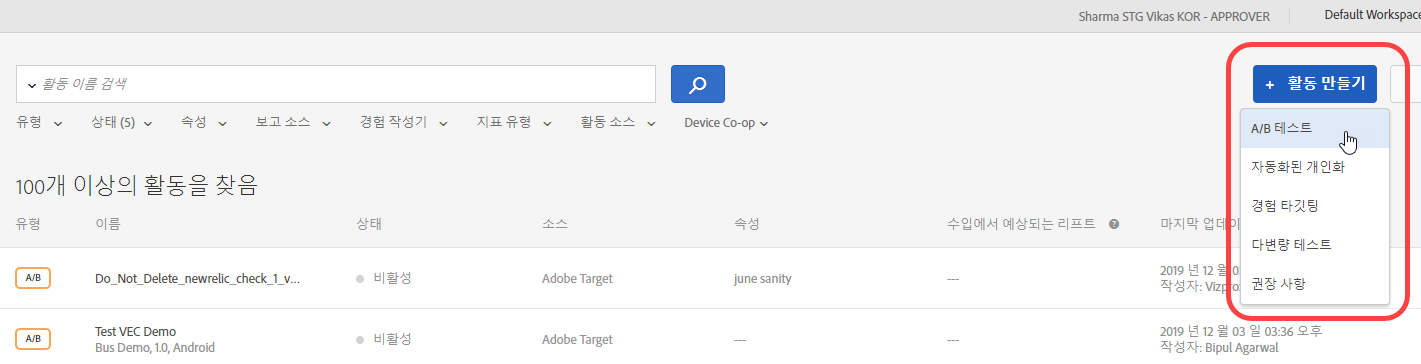 Sharma STG Vikas KOR - APPROVER Default Workspace
활동 이름 검색
+ 활동 만들기
유형 상태 (5) 속성 보고 소스 경험 작성기 지표 유형 활동 소스 Device Co-op
A/B 테스트
자동화된 개인화
경험 타깃팅
다변량 테스트
권장 사항
100개 이상의 활동을 찾음
유형 이름 상태 소스 속성 수입에서 예상되는 리프트 ? 마지막 업데이
A/B Do_Not_Delete_newrelic_check_1_v... 비활성 Adobe Target june sanity --- 2019 년 12 월 0
작성자: Vizpro
A/B Test VEC Demo 비활성 Adobe Target --- --- 2019 년 12 월 03 일 03:36 오후
Bus Demo, 1.0, Android 작성자: Bipul Agarwal